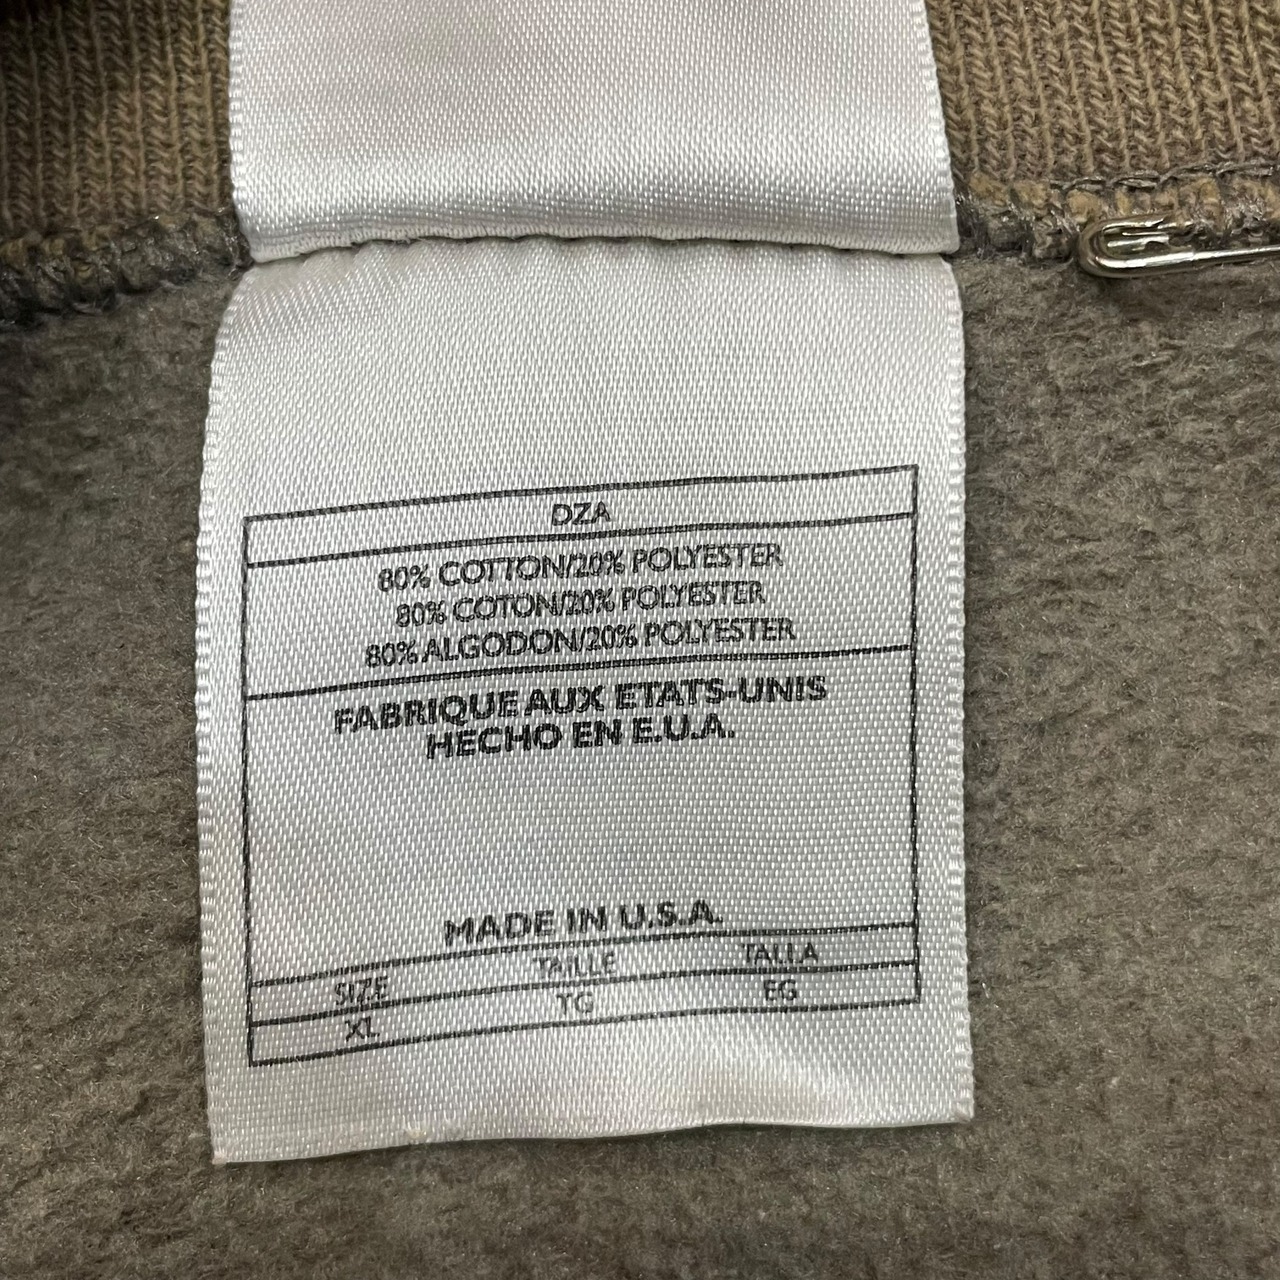 DZA
80% COTTON/20% POLYESTER
80% COTON/20% POLYESTER
80% ALGODON/20% POLYESTER
FABRIQUE AUX ETATS-UNIS
HECHO EN E.U.A.
MADE IN U.S.A.
SIZE TAILLE TALLA
XL TG EG